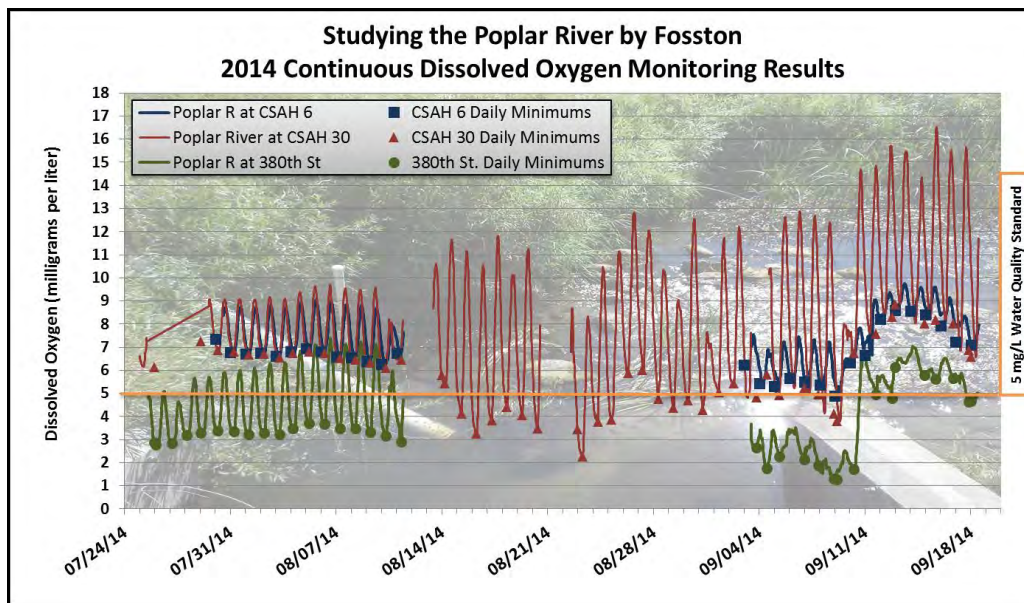 Studying the Poplar River by Fosston
2014 Continuous Dissolved Oxygen Monitoring Results
Poplar R at CSAH 6
CSAH 6 Daily Minimums
Poplar River at CSAH 30
CSAH 30 Daily Minimums
Poplar R at 380th St
380th St. Daily Minimums
Dissolved Oxygen (milligrams per liter)
18
17
16
15
14
13
12
11
10
9
8
7
6
5
4
3
2
1
0
5 mg/L Water Quality Standard
07/24/14
07/31/14
08/07/14
08/14/14
08/21/14
08/28/14
09/04/14
09/11/14
09/18/14